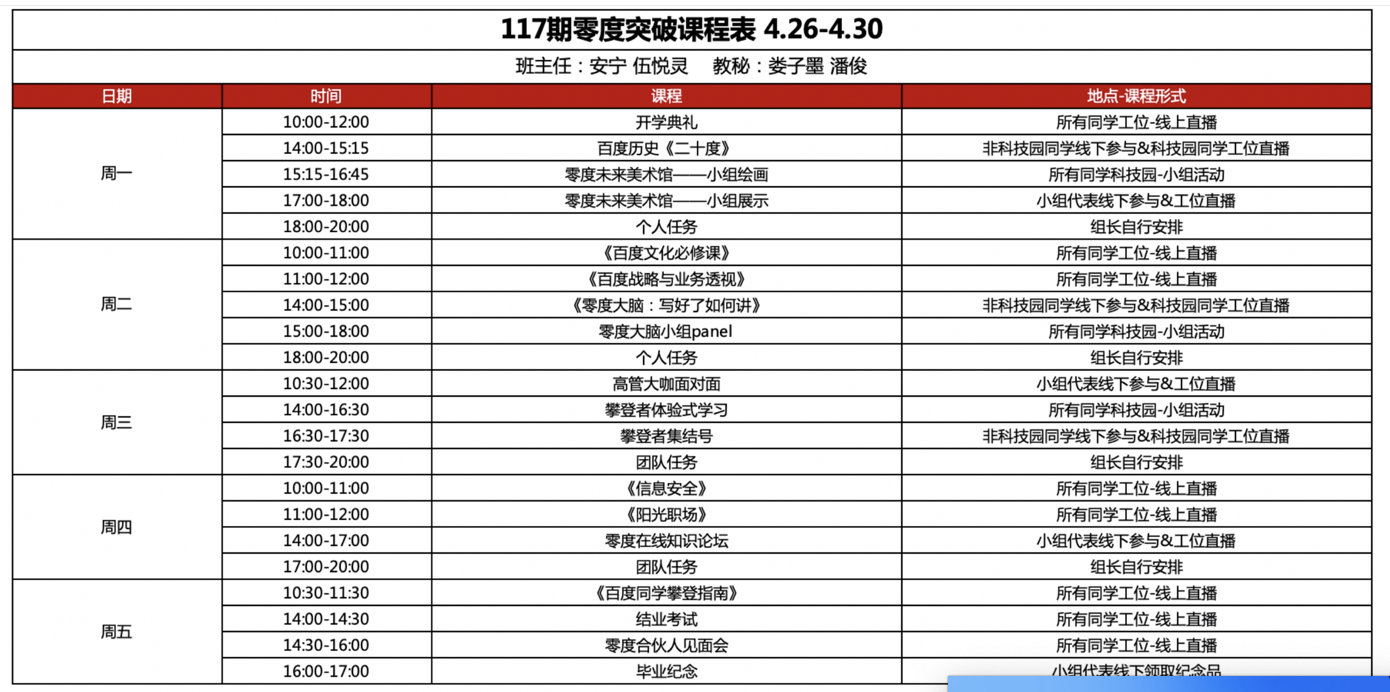 117期零度突破课程表 4.26-4.30
班主任：安宁 伍悦灵 教秘：娄子墨 潘俊
日期 时间 课程 地点-课程形式
周一 10:00-12:00 开学典礼 所有同学工位-线上直播
14:00-15:15 百度历史《二十度》 非科技园同学线下参与&科技园同学工位直播
15:15-16:45 零度未来美术馆——小组绘画 所有同学科技园-小组活动
17:00-18:00 零度未来美术馆——小组展示 小组代表线下参与&工位直播
18:00-20:00 个人任务 组长自行安排
周二 10:00-11:00 《百度文化必修课》 所有同学工位-线上直播
11:00-12:00 《百度战略与业务透视》 所有同学工位-线上直播
14:00-15:00 《零度大脑：写好了如何讲》 非科技园同学线下参与&科技园同学工位直播
15:00-18:00 零度大脑小组panel 所有同学科技园-小组活动
18:00-20:00 个人任务 组长自行安排
周三 10:30-12:00 高管大咖面对面 小组代表线下参与&工位直播
14:00-16:30 攀登者体验式学习 所有同学科技园-小组活动
16:30-17:30 攀登者集结号 非科技园同学线下参与&科技园同学工位直播
17:30-20:00 团队任务 组长自行安排
周四 10:00-11:00 《信息安全》 所有同学工位-线上直播
11:00-12:00 《阳光职场》 所有同学工位-线上直播
14:00-17:00 零度在线知识论坛 小组代表线下参与&工位直播
17:00-20:00 团队任务 组长自行安排
周五 10:30-11:30 《百度同学攀登指南》 所有同学工位-线上直播
14:00-14:30 结业考试 所有同学工位-线上直播
14:30-16:00 零度合伙人见面会 所有同学工位-线上直播
16:00-17:00 毕业纪念 小组代表线下领取纪念品